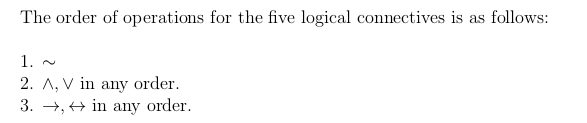 The order of operations for the five logical connectives is as follows:
1. ∼
2. ∧, ∨ in any order.
3. →, ↔ in any order.